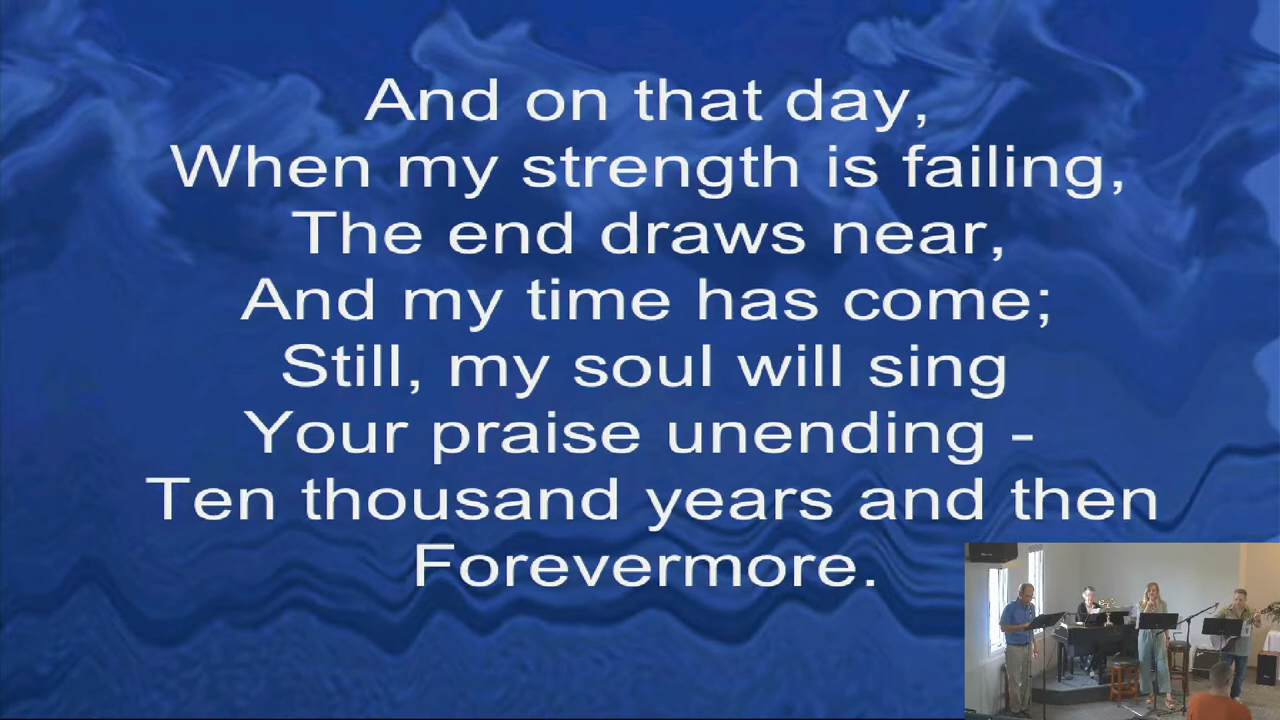 And on that day,
When my strength is failing,
The end draws near,
And my time has come;
Still, my soul will sing
Your praise unending -
Ten thousand years and then
Forevermore.